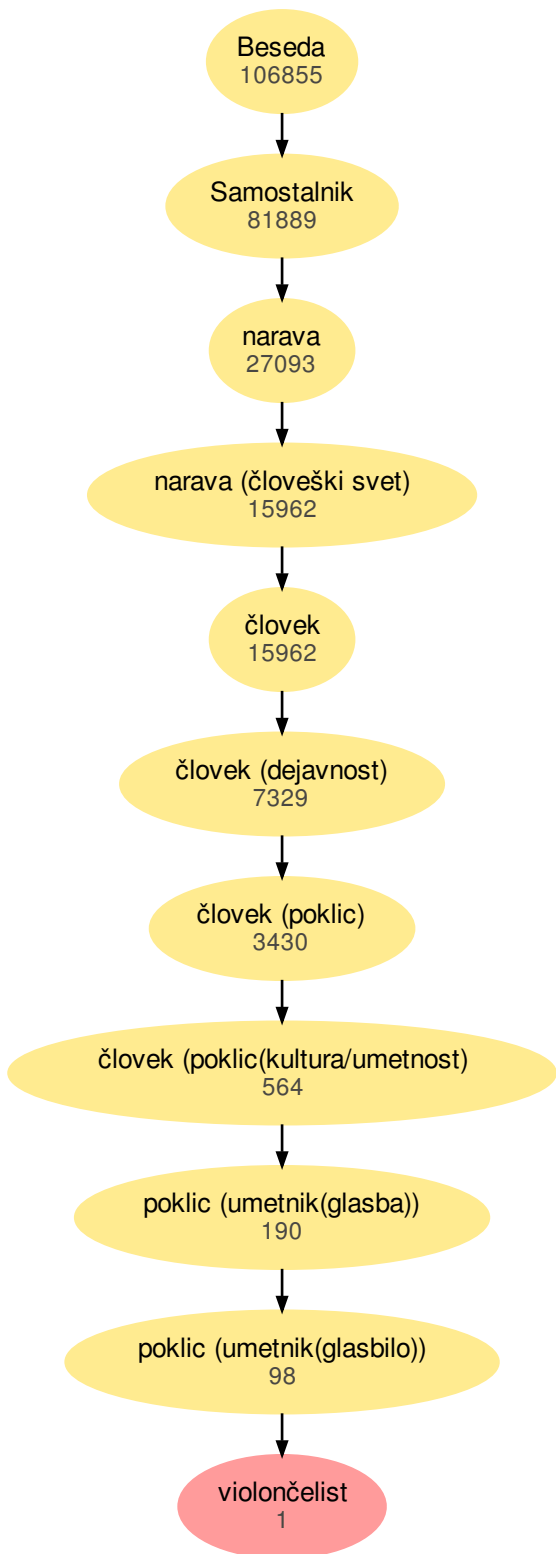 Beseda
106855
Samostalnik
81889
narava
27093
narava (človeški svet)
15962
človek
15962
človek (dejavnost)
7329
človek (poklic)
3430
človek (poklic(kultura/umetnost)
564
poklic (umetnik(glasba))
190
poklic (umetnik(glasbilo))
98
violončelist
1